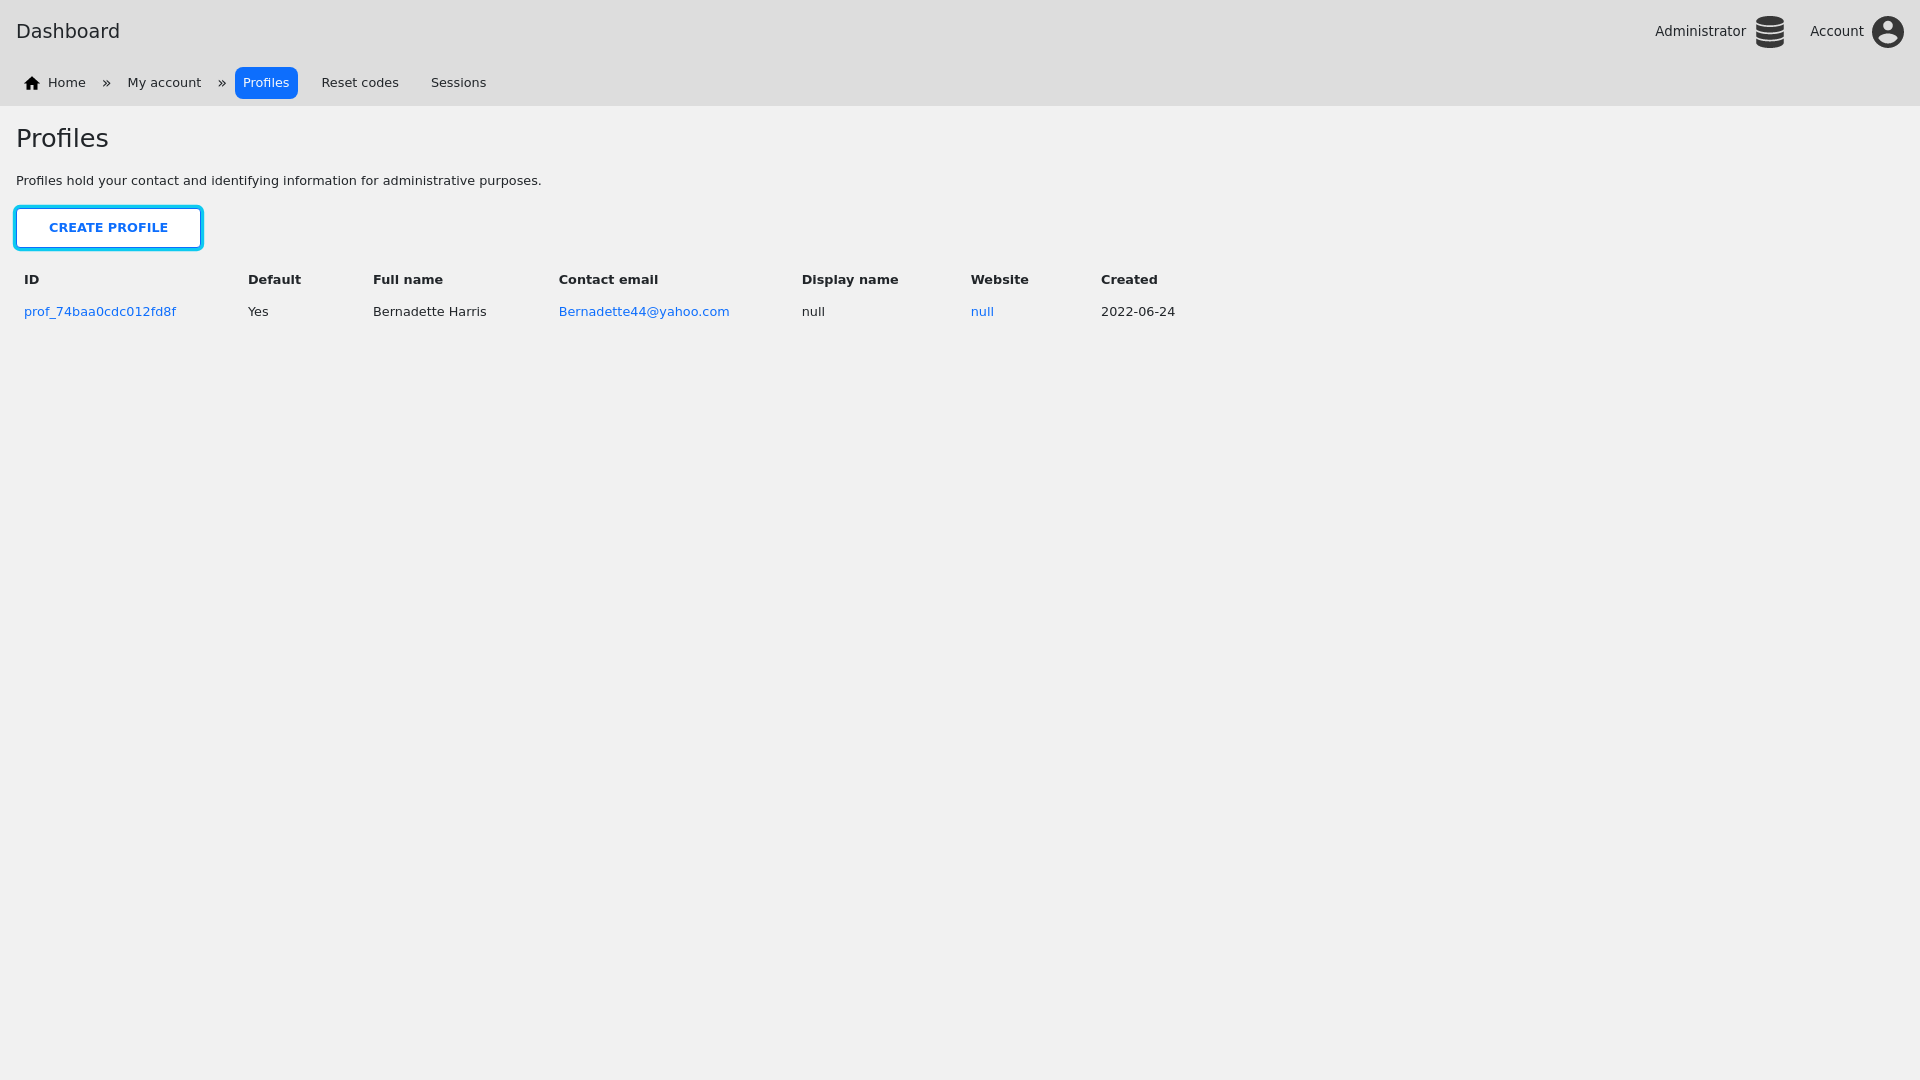 Dashboard
Administrator
Account
Home » My account » Profiles Reset codes Sessions
Profiles
Profiles hold your contact and identifying information for administrative purposes.
CREATE PROFILE
ID Default Full name Contact email Display name Website Created
prof_74baa0cdc012fd8f Yes Bernadette Harris Bernadette44@yahoo.com null null 2022-06-24